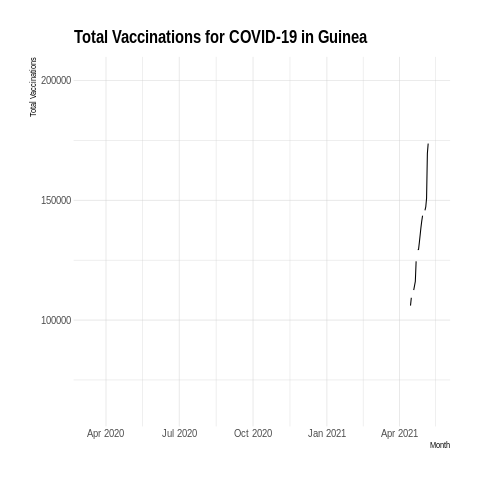 Total Vaccinations for COVID-19 in Guinea
Total Vaccinations
200000
150000
100000
Apr 2020 Jul 2020 Oct 2020 Jan 2021 Apr 2021
Month